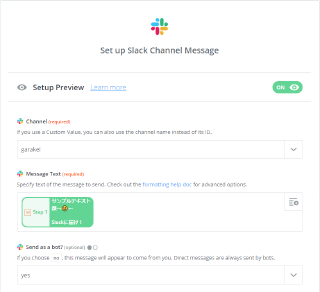 Set up Slack Channel Message
Setup Preview Learn more
ON
Channel (required)
If you use a Custom Value, you can also use the channel name instead of its ID.
garakel
Message Text (required)
Specify text of the message to send. Check out the formatting help doc for advanced options.
Step 1
サンプルテキスト
Slackに届け!
Send as a bot? (optional)
If you choose no, this message will appear to come from you. Direct messages are always sent by bots.
yes